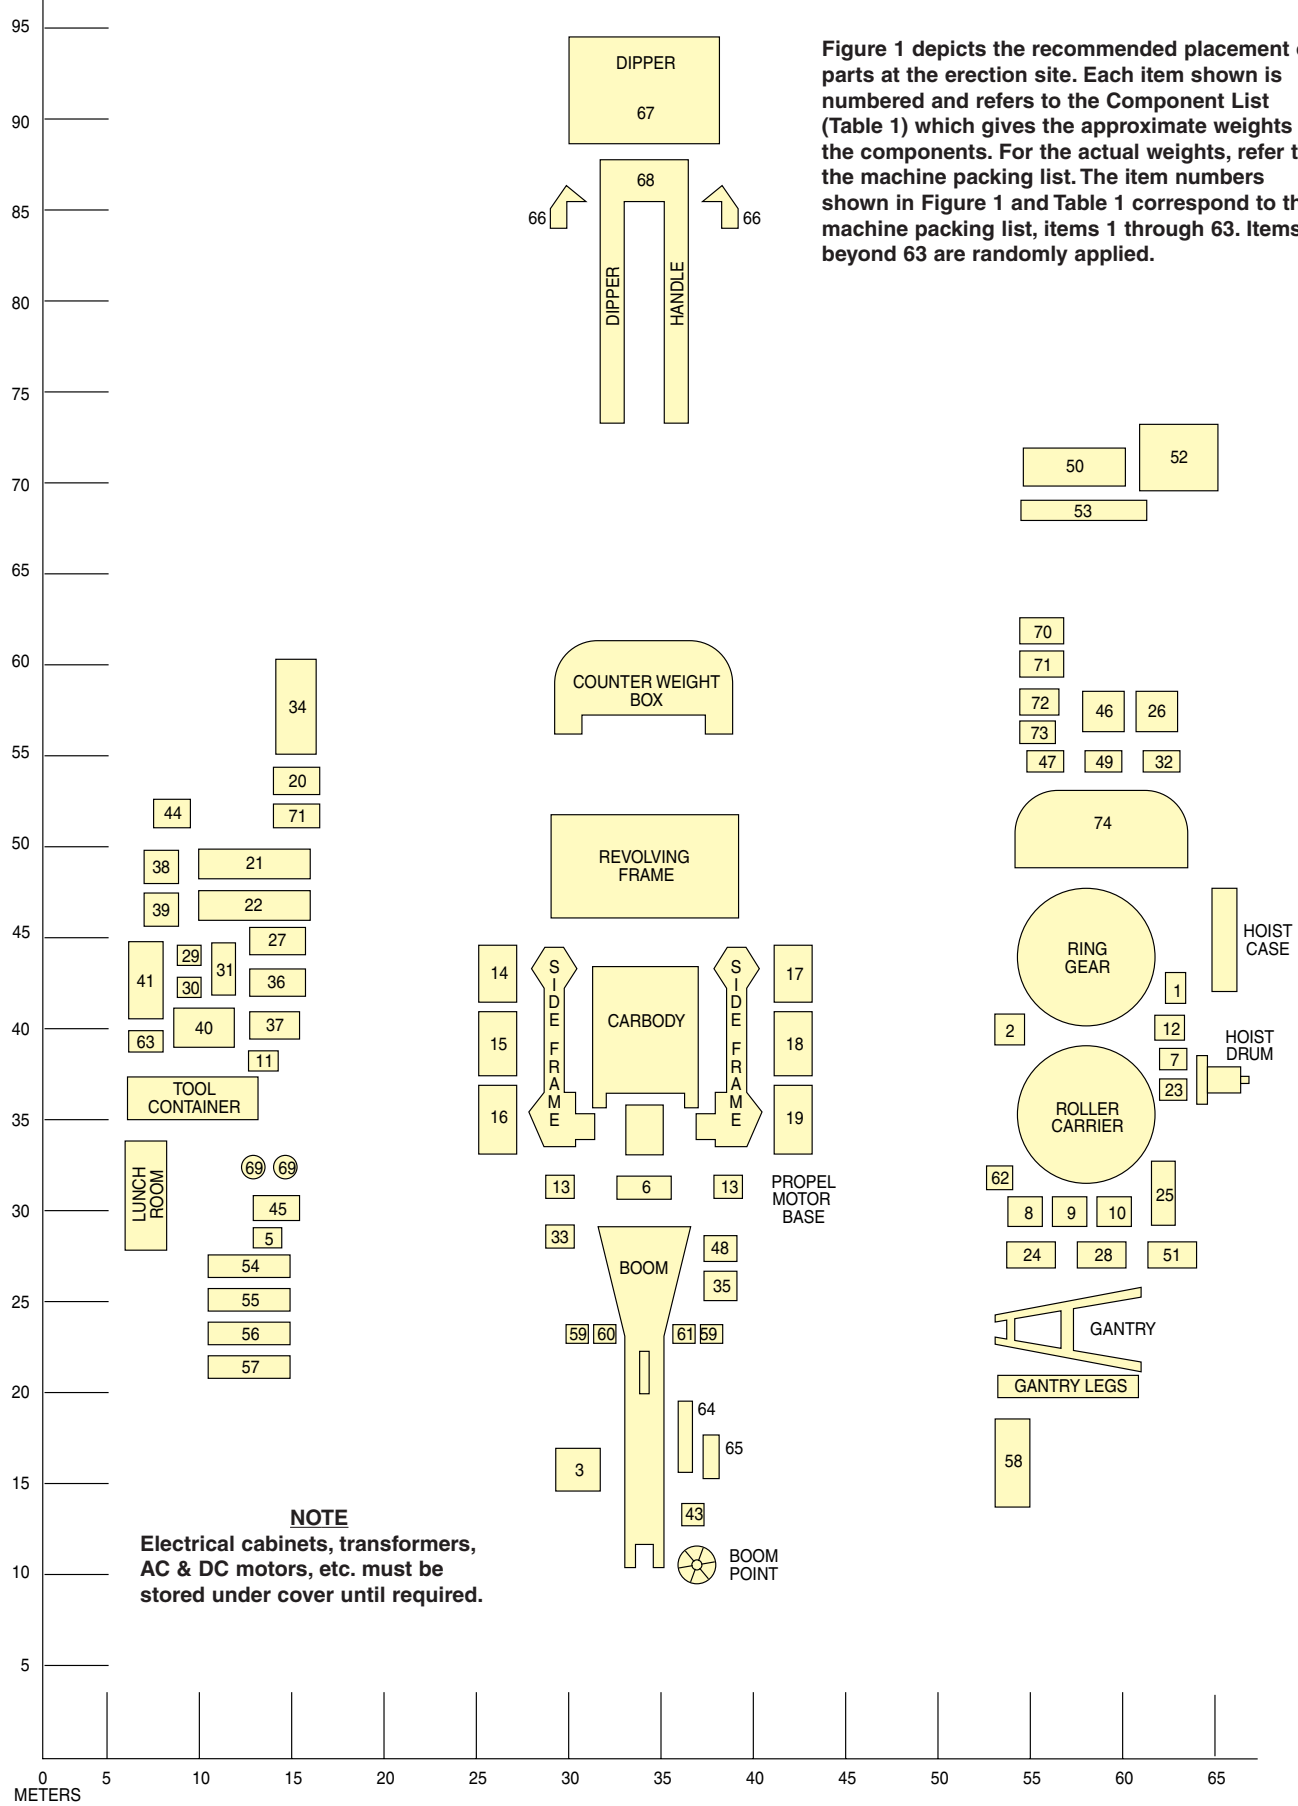 95
DIPPER
67
90
Figure 1 depicts the recommended placement
parts at the erection site. Each item shown is
numbered and refers to the Component List
(Table 1) which gives the approximate weights
the components. For the actual weights, refer
the machine packing list. The item numbers
shown in Figure 1 and Table 1 correspond to
machine packing list, items 1 through 63. Items
beyond 63 are randomly applied.
68
85
66
66
DIPPER
HANDLE
80
75
50
52
53
70
65
70
71
72
46
26
73
47
49
32
60
COUNTER WEIGHT
BOX
34
55
20
44
71
74
50
38
21
REVOLVING
FRAME
39
22
45
27
29
41
31
30
36
14
SIDE FRAME
CARBODY
SIDE FRAME
17
RING
GEAR
HOIST
CASE
1
40
40
37
63
11
15
18
2
12
HOIST
DRUM
7
23
TOOL
CONTAINER
35
16
19
ROLLER
CARRIER
LUNCH
ROOM
69
69
13
6
13
PROPEL
MOTOR
BASE
62
25
30
45
5
33
8
9
10
BOOM
48
54
24
28
51
35
25
55
56
59
60
61
59
GANTRY
57
20
GANTRY LEGS
64
65
3
58
15
43
NOTE
Electrical cabinets, transformers,
AC & DC motors, etc. must be
stored under cover until required.
BOOM
POINT
10
5
0
5
10
15
20
25
30
35
40
45
50
55
60
65
METERS